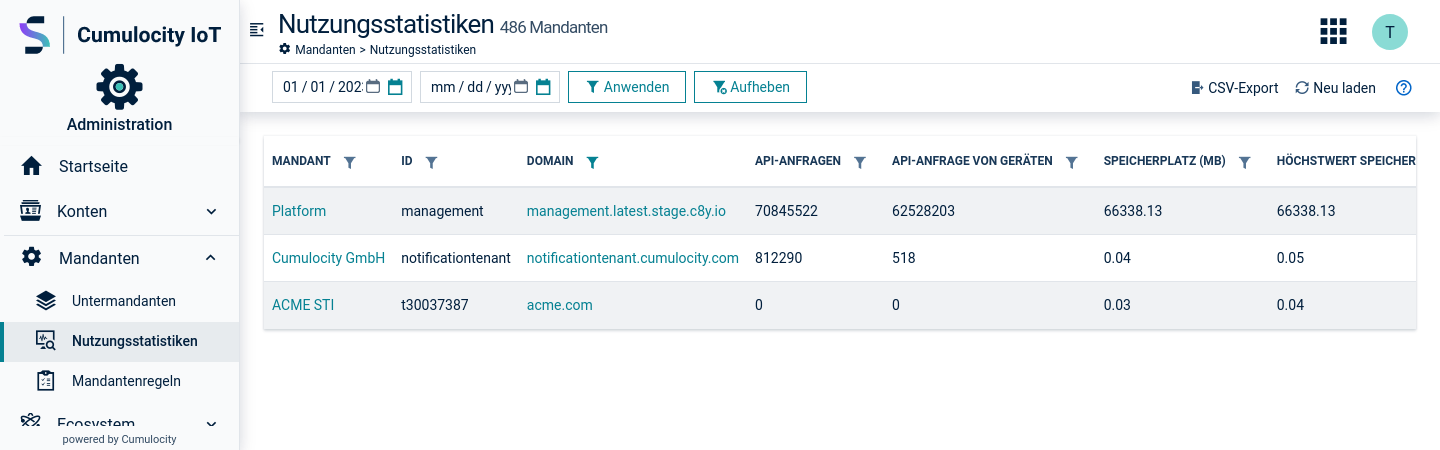 Cumulocity IoT
Administration
Startseite
Konten
Mandanten
Untermandanten
Nutzungsstatistiken
Mandantenregeln
Ecosystem
powered by Cumulocity
Nutzungsstatistiken 486 Mandanten
Mandanten > Nutzungsstatistiken
T
01 / 01 / 202 mm / dd / yyy Anwenden Aufheben CSV-Export Neu laden
MANDANT ID DOMAIN API-ANFRAGEN API-ANFRAGE VON GERÄTEN SPEICHERPLATZ (MB) HÖCHSTWERT SPEICHER
Platform management management.latest.stage.c8y.io 70845522 62528203 66338.13 66338.13
Cumulocity GmbH notificationtenant notificationtenant.cumulocity.com 812290 518 0.04 0.05
ACME STI t30037387 acme.com 0 0 0.03 0.04